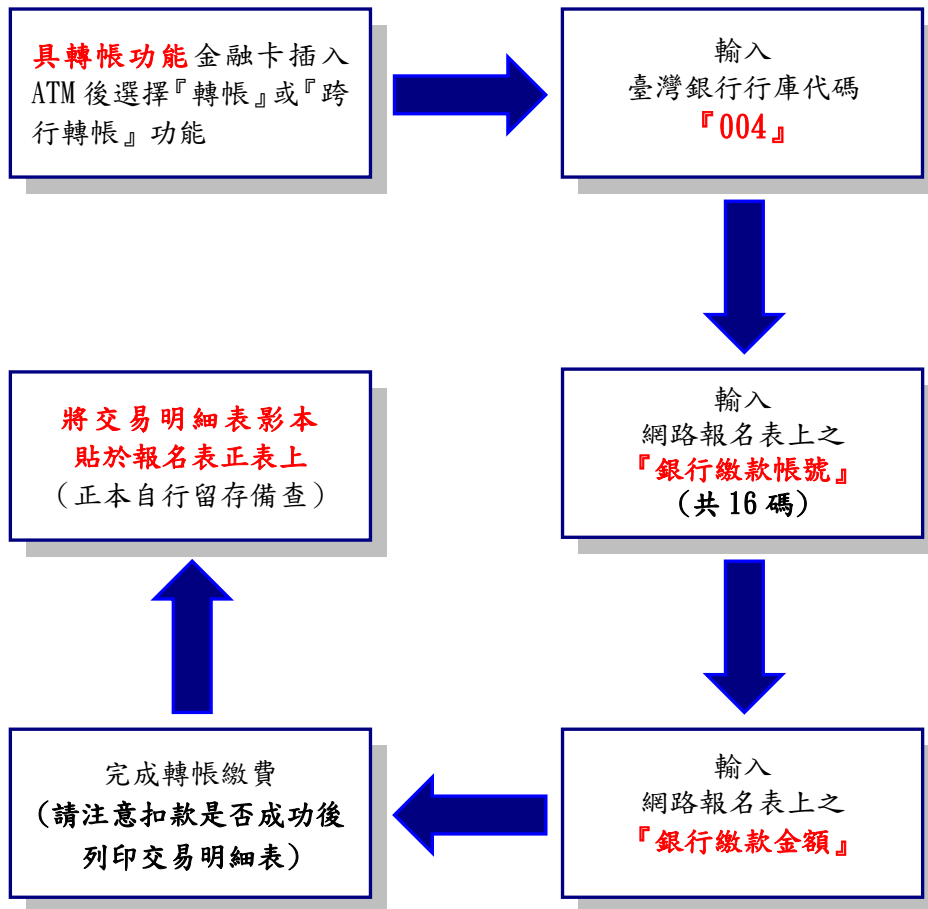 具轉帳功能金融卡插入
ATM 後選擇『轉帳』或『跨
行轉帳』功能
輸入
臺灣銀行行庫代碼
『004』
輸入
網路報名表上之
『銀行繳款帳號』
(共 16 碼)
輸入
網路報名表上之
『銀行繳款金額』
完成轉帳繳費
(請注意扣款是否成功後
列印交易明細表)
將交易明細表影本
貼於報名表正表上
(正本自行留存備查)